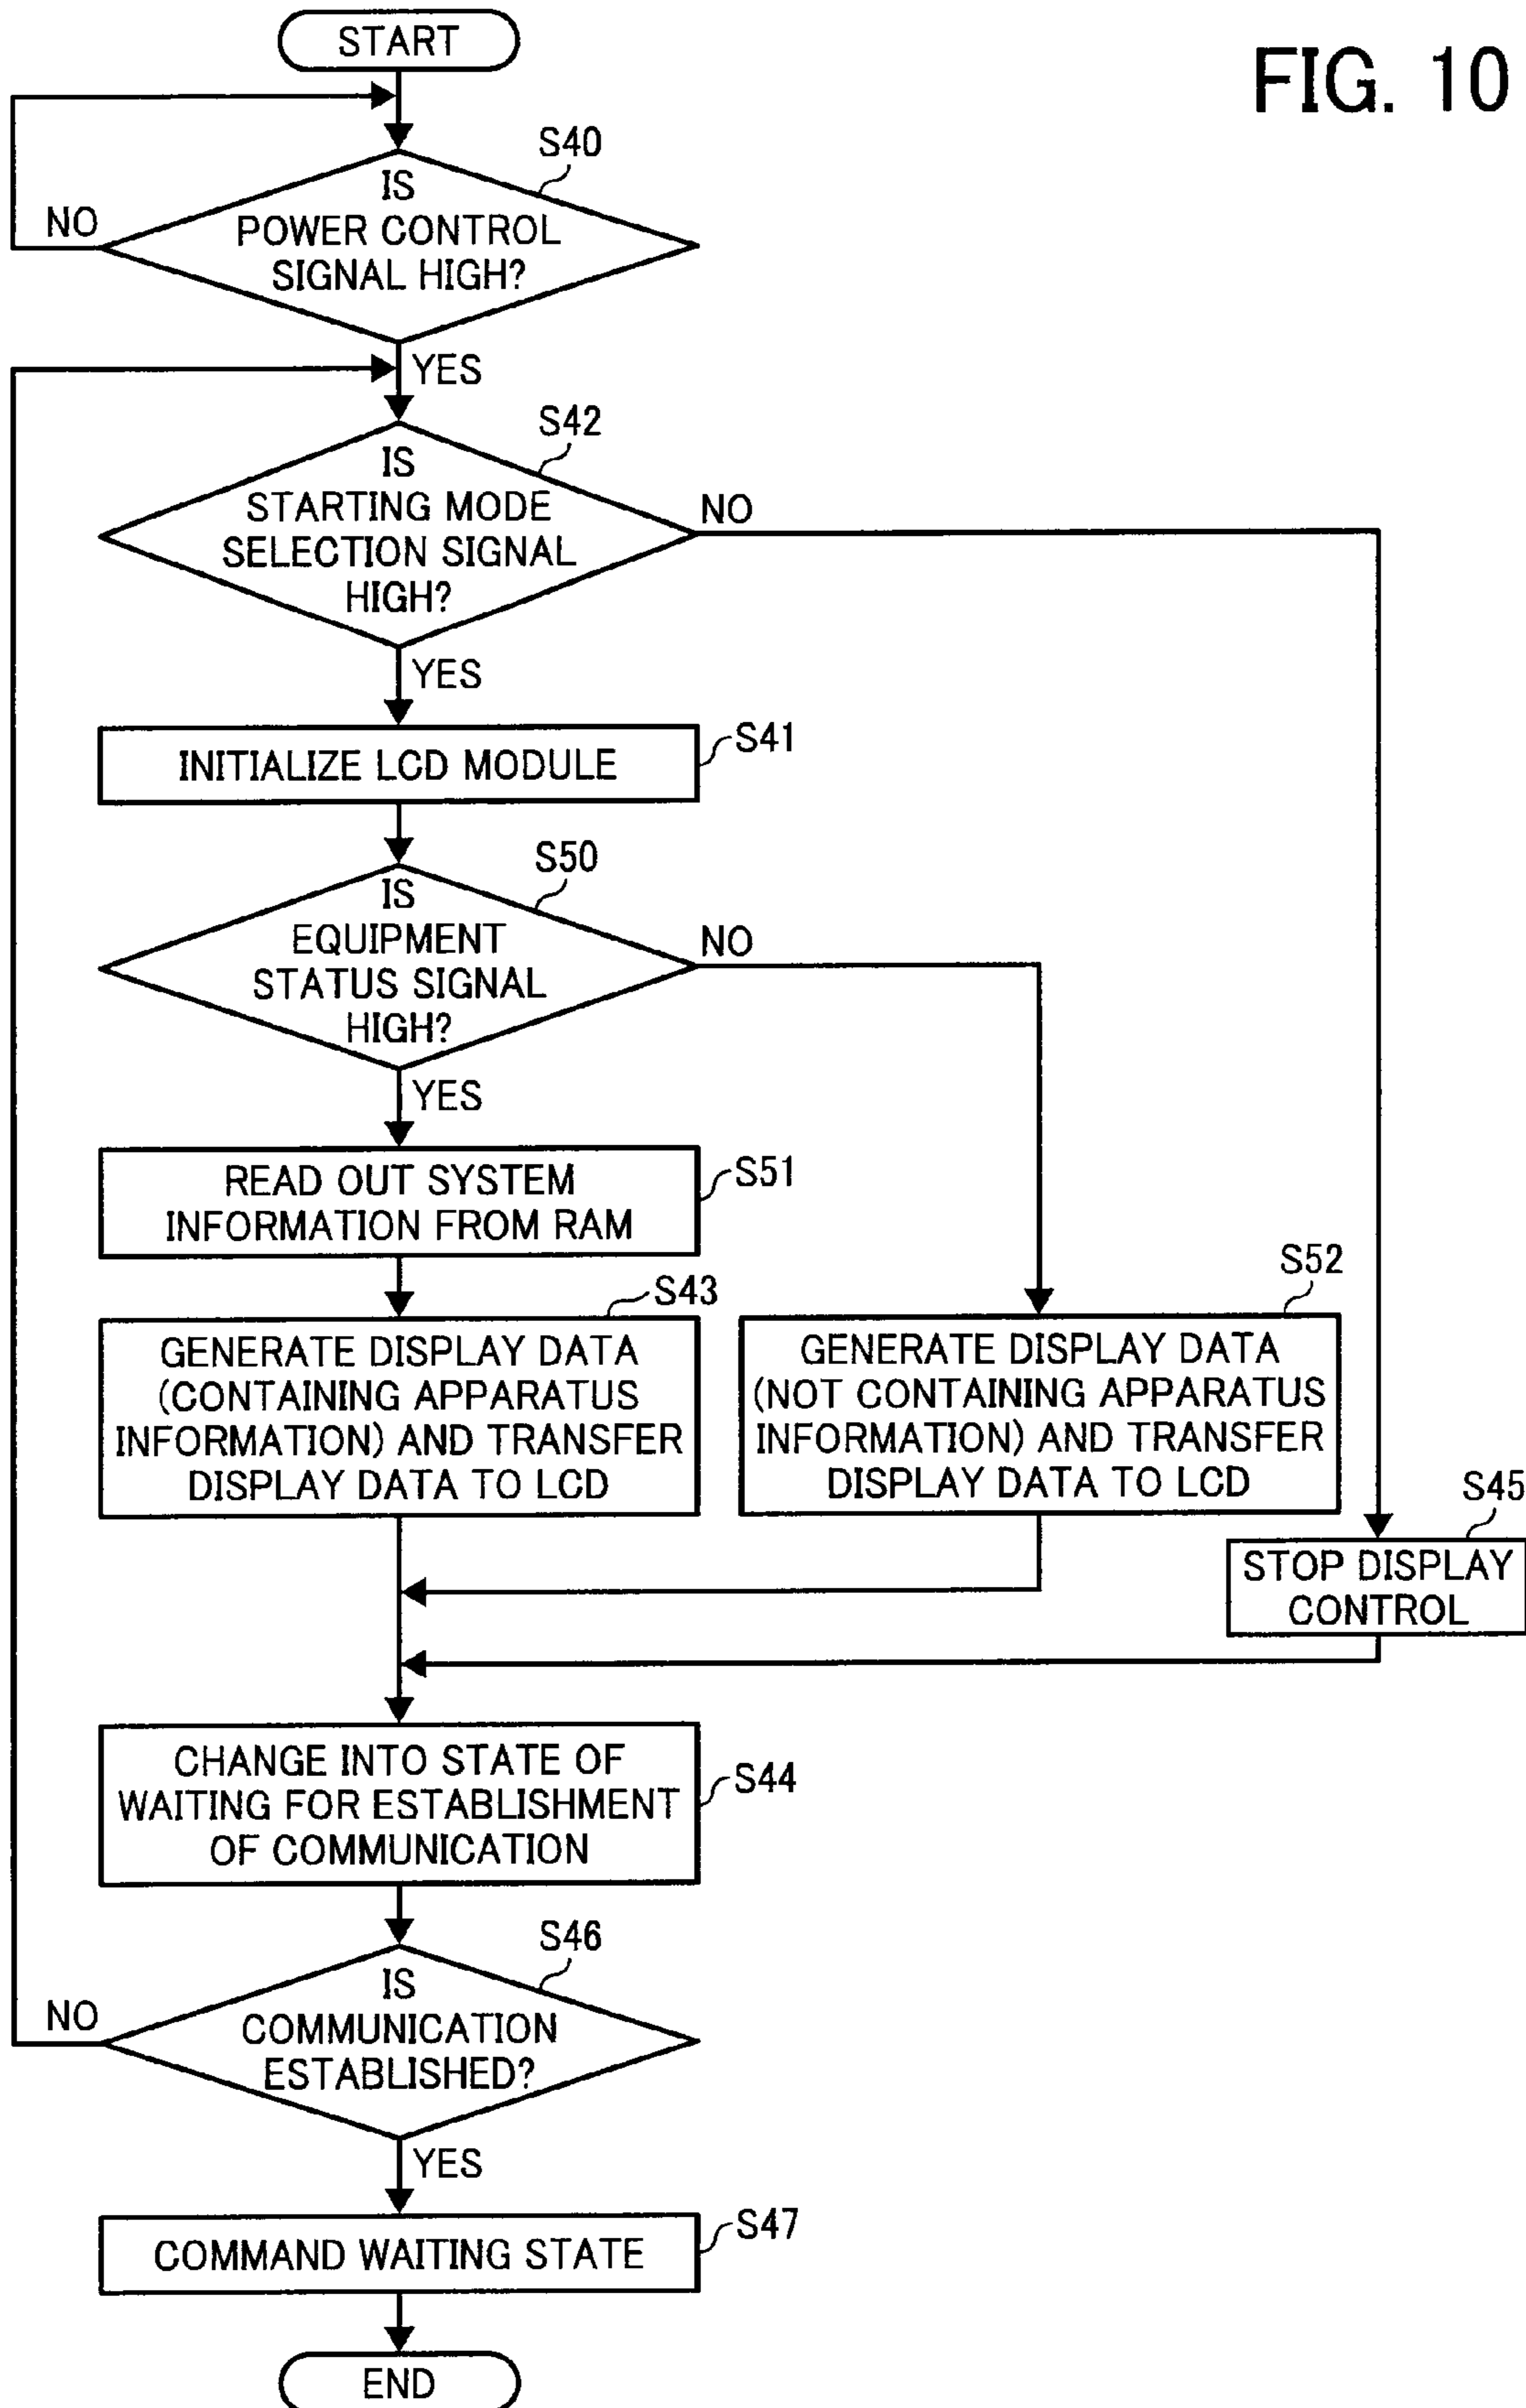 FIG. 10
START
S40
IS
POWER CONTROL
SIGNAL HIGH?
NO
YES
S42
IS
STARTING MODE
SELECTION SIGNAL
HIGH?
NO
YES
INITIALIZE LCD MODULE
S41
S50
IS
EQUIPMENT
STATUS SIGNAL
HIGH?
NO
YES
READ OUT SYSTEM
INFORMATION FROM RAM
S51
S43
GENERATE DISPLAY DATA
(CONTAINING APPARATUS
INFORMATION) AND TRANSFER
DISPLAY DATA TO LCD
S52
GENERATE DISPLAY DATA
(NOT CONTAINING APPARATUS
INFORMATION) AND TRANSFER
DISPLAY DATA TO LCD
S45
STOP DISPLAY
CONTROL
CHANGE INTO STATE OF
WAITING FOR ESTABLISHMENT
OF COMMUNICATION
S44
S46
IS
COMMUNICATION
ESTABLISHED?
NO
YES
COMMAND WAITING STATE
S47
END